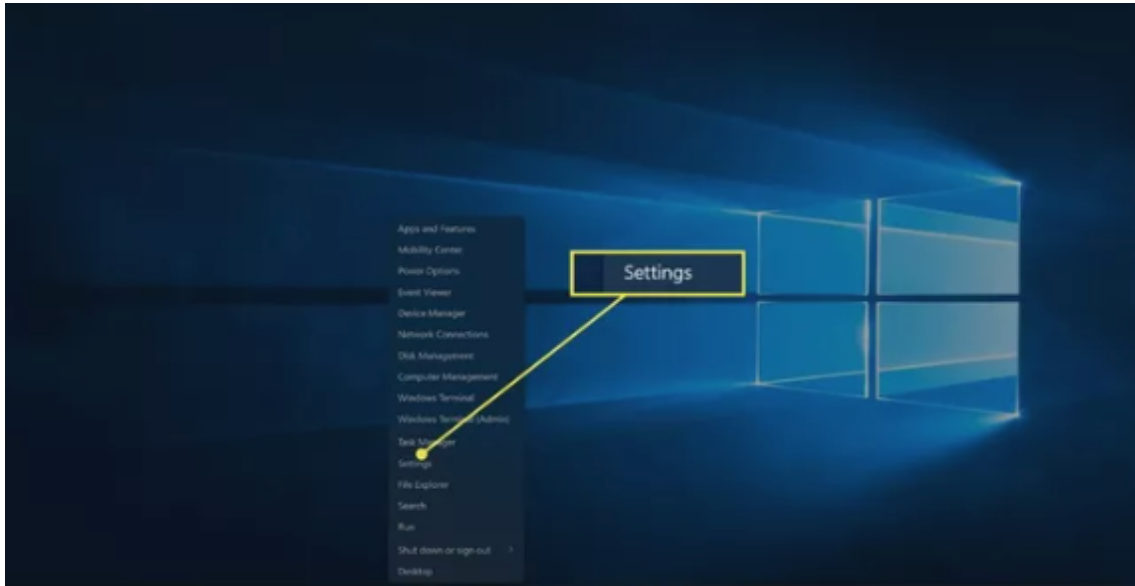 Apps and Features
Mobility Center
Power Options
Settings
Event Viewer
Device Manager
Network Connections
Disk Management
Computer Management
Windows Terminal
Windows Terminal (Admin)
Task Manager
Settings
File Explorer
Search
Run
Shut down or sign out
Desktop